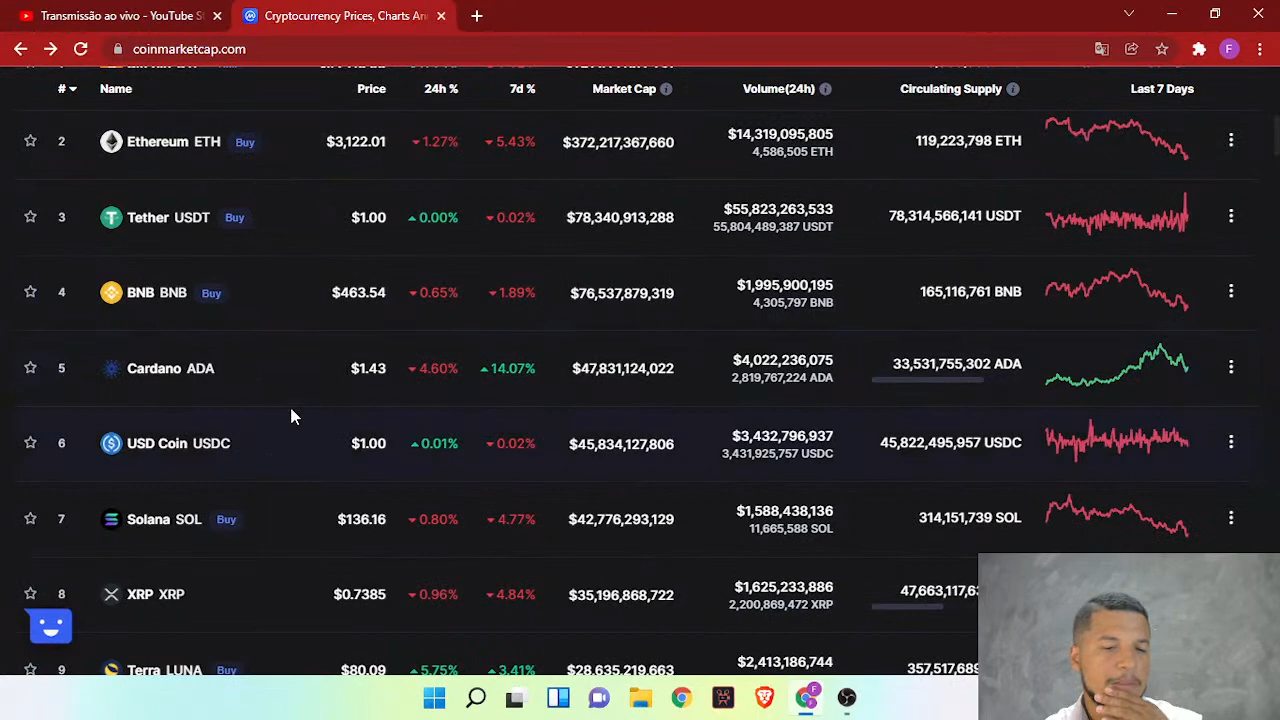 Transmissão ao vivo - YouTube S
Cryptocurrency Prices, Charts An
coinmarketcap.com
F
# Name Price 24h % 7d % Market Cap Volume(24h) Circulating Supply Last 7 Days
2 Ethereum ETH Buy $3,122.01 1.27% 5.43% $372,217,367,660 $14,319,095,805 119,223,798 ETH
4,586,505 ETH
3 Tether USDT Buy $1.00 0.00% 0.02% $78,340,913,288 $55,823,263,533 78,314,566,141 USDT
55,804,489,387 USDT
4 BNB BNB Buy $463.54 0.65% 1.89% $76,537,879,319 $1,995,900,195 165,116,761 BNB
4,305,797 BNB
5 Cardano ADA $1.43 4.60% 14.07% $47,831,124,022 $4,022,236,075 33,531,755,302 ADA
2,819,767,224 ADA
6 USD Coin USDC $1.00 0.01% 0.02% $45,834,127,806 $3,432,796,937 45,822,495,957 USDC
3,431,925,757 USDC
7 Solana SOL Buy $136.16 0.80% 4.77% $42,776,293,129 $1,588,438,136 314,151,739 SOL
11,665,588 SOL
8 XRP XRP $0.7385 0.96% 4.84% $35,196,868,722 $1,625,233,886 47,663,117,6
2,200,869,472 XRP
9 Terra LUNA Buy $80.09 5.75% 3.41% $28,635,219,663 $2,413,186,744 357,517,689